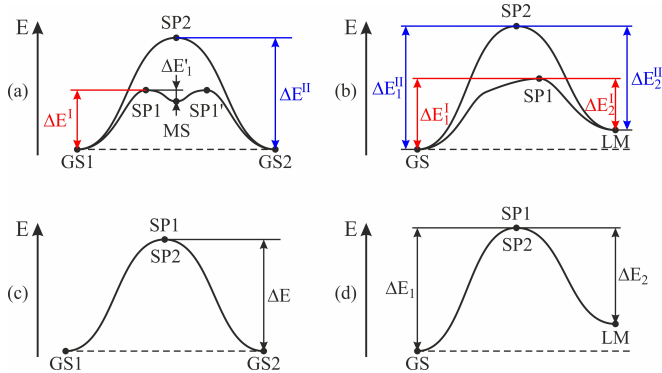 (a)
E
SP2
ΔE'₁
ΔE^I
SP1
SP1'
MS
ΔE^II
GS1
GS2
(b)
E
SP2
ΔE₁^II
ΔE₁^I
SP1
ΔE₂^I
ΔE₂^II
GS
LM
(c)
E
SP1
SP2
ΔE
GS1
GS2
(d)
E
SP1
SP2
ΔE₁
ΔE₂
GS
LM